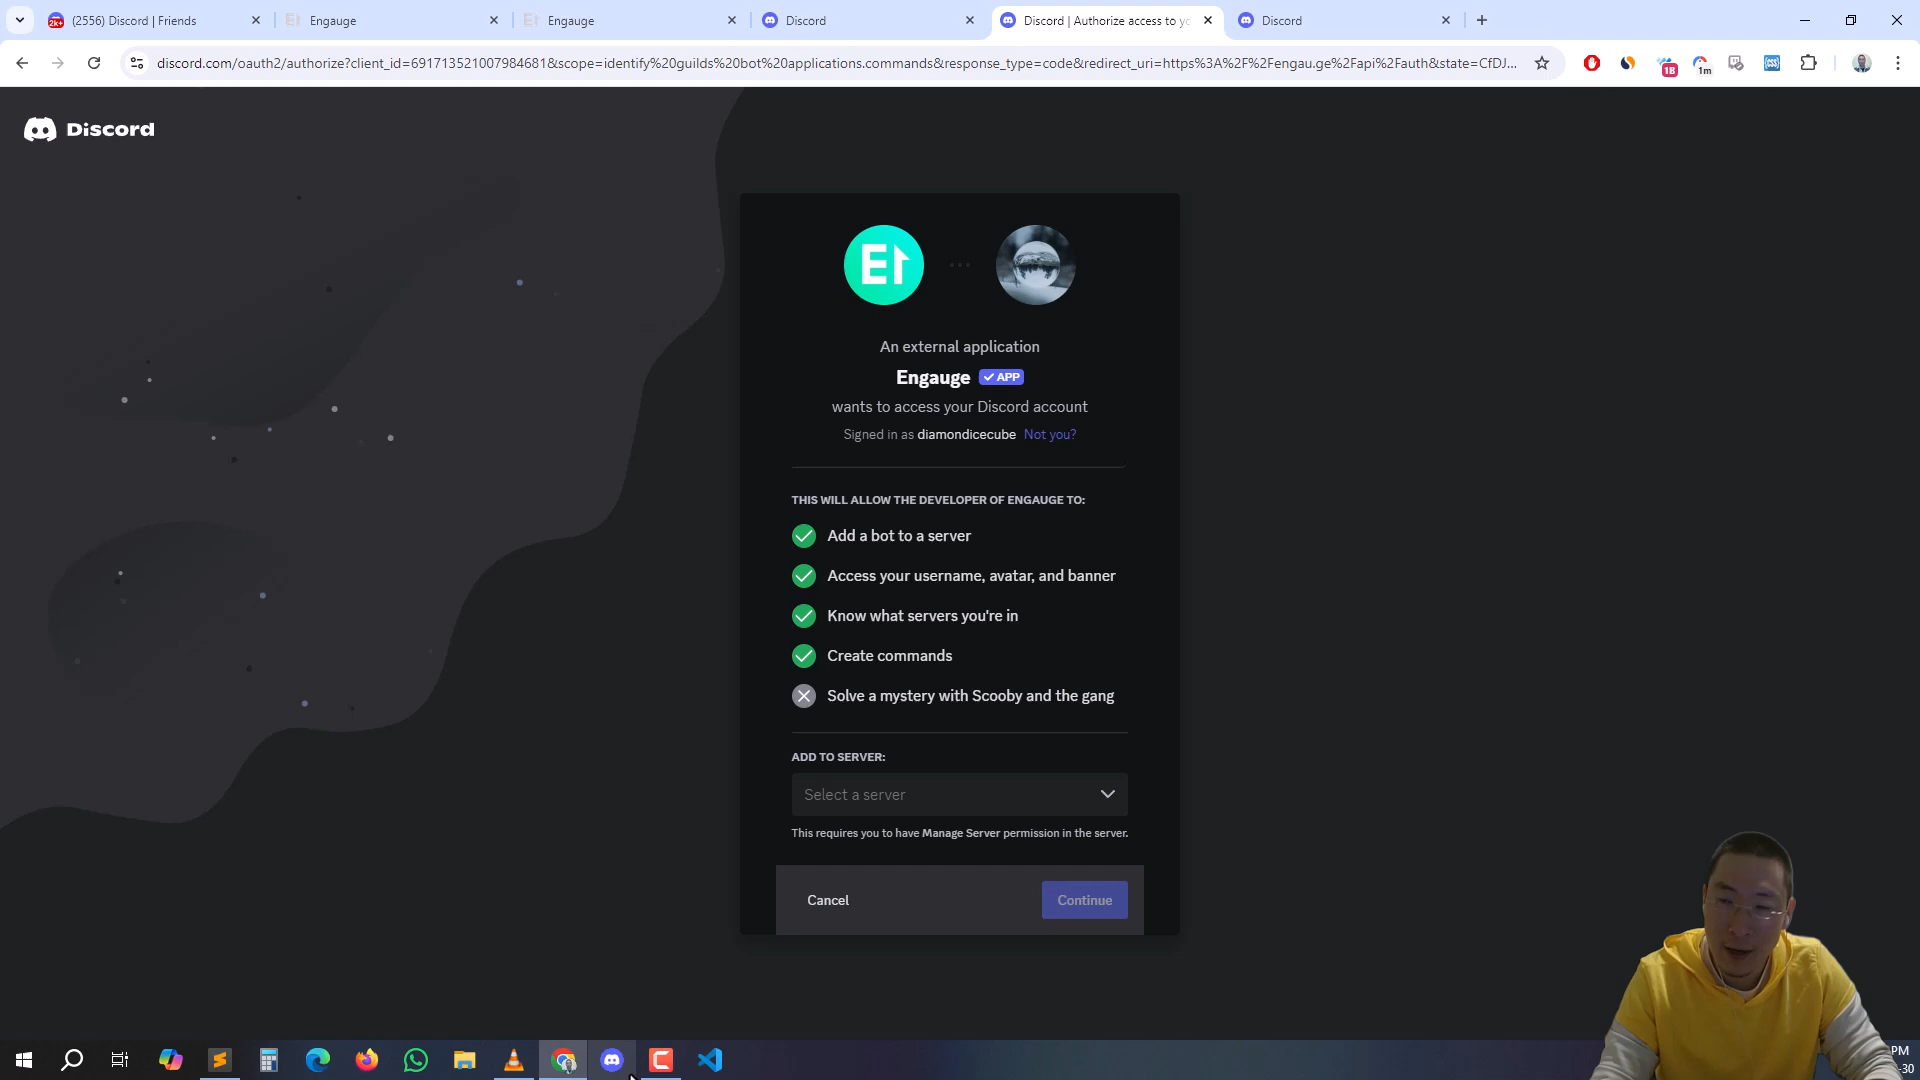 (2556) Discord | Friends
Engauge
Engauge
Discord
Discord | Authorize access to yo
Discord
discord.com/oauth2/authorize?client_id=691713521007984681&scope=identify%20guilds%20bot%20applications.commands&response_type=code&redirect_uri=https%3A%2F%2Fengau.ge%2Fapi%2Fauth&state=CfDJ...
Discord
An external application
Engauge APP
wants to access your Discord account
Signed in as diamondicecube Not you?
THIS WILL ALLOW THE DEVELOPER OF ENGAUGE TO:
Add a bot to a server
Access your username, avatar, and banner
Know what servers you're in
Create commands
Solve a mystery with Scooby and the gang
ADD TO SERVER:
Select a server
This requires you to have Manage Server permission in the server.
Cancel
Continue
PM
-30